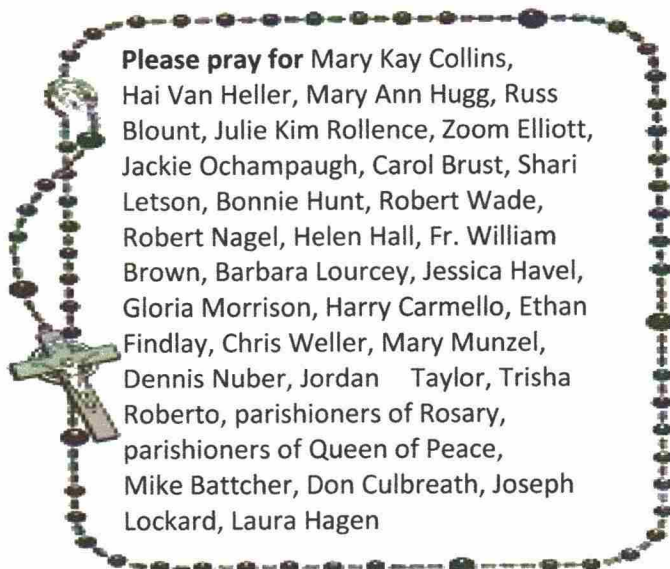 Please pray for Mary Kay Collins,
Hai Van Heller, Mary Ann Hugg, Russ
Blount, Julie Kim Rollence, Zoom Elliott,
Jackie Ochampaugh, Carol Brust, Shari
Letson, Bonnie Hunt, Robert Wade,
Robert Nagel, Helen Hall, Fr. William
Brown, Barbara Lourcey, Jessica Havel,
Gloria Morrison, Harry Carmello, Ethan
Findlay, Chris Weller, Mary Munzel,
Dennis Nuber, Jordan    Taylor, Trisha
Roberto, parishioners of Rosary,
parishioners of Queen of Peace,
Mike Battcher, Don Culbreath, Joseph
Lockard, Laura Hagen